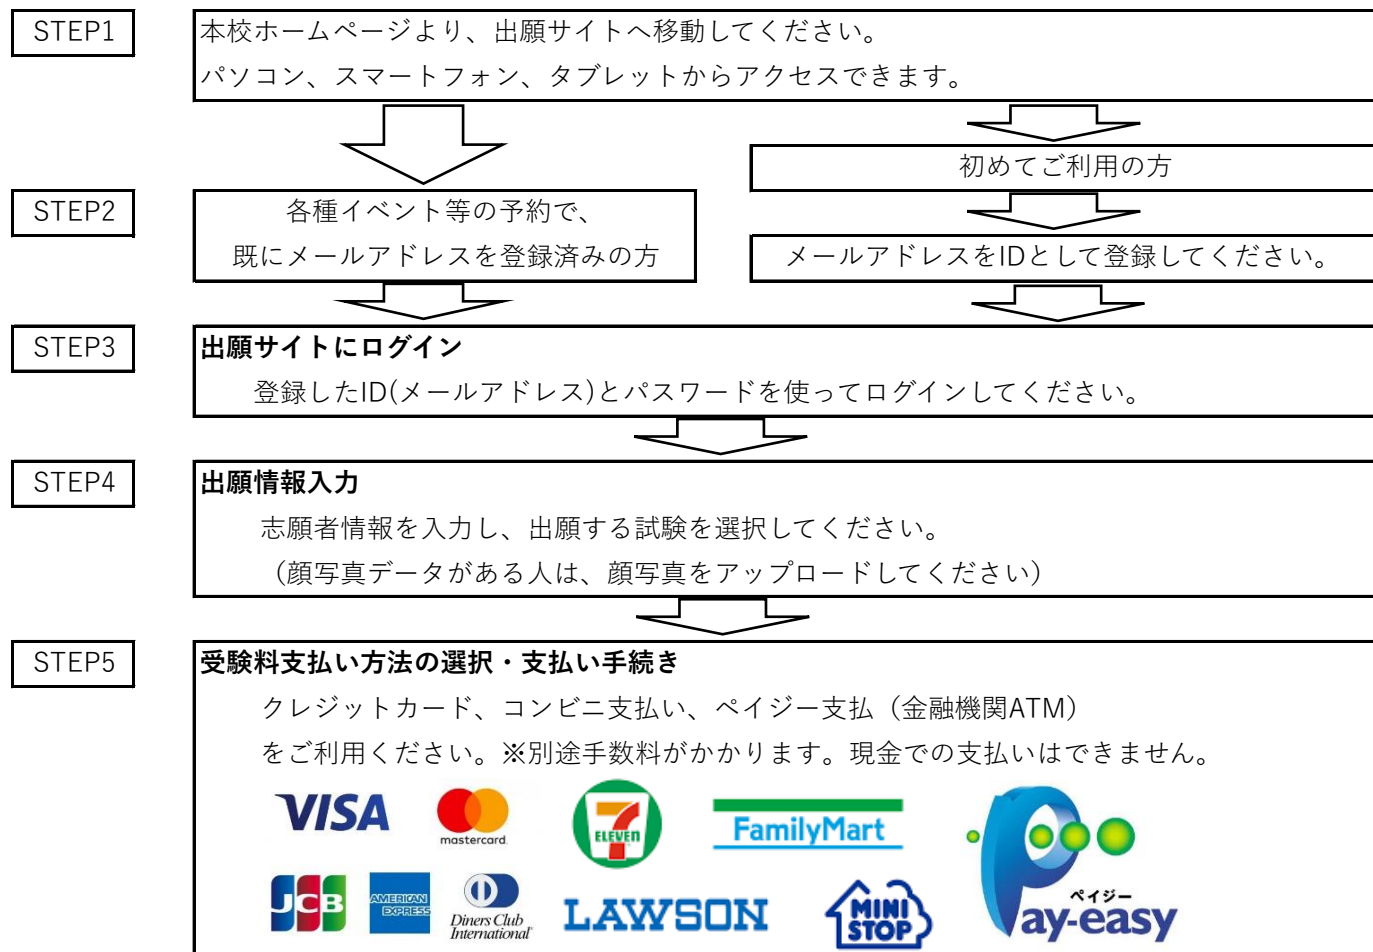 STEP1
本校ホームページより、出願サイトへ移動してください。
パソコン、スマートフォン、タブレットからアクセスできます。
初めてご利用の方
STEP2
各種イベント等の予約で、
既にメールアドレスを登録済みの方
メールアドレスをIDとして登録してください。
STEP3
出願サイトにログイン
登録したID(メールアドレス)とパスワードを使ってログインしてください。
STEP4
出願情報入力
志願者情報を入力し、出願する試験を選択してください。
（顔写真データがある人は、顔写真をアップロードしてください）
STEP5
受験料支払い方法の選択・支払い手続き
クレジットカード、コンビニ支払い、ペイジー支払（金融機関ATM）
をご利用ください。※別途手数料がかかります。現金での支払いはできません。
VISA
mastercard
7
ELEVEN
FamilyMart
JCB
AMERICAN
EXPRESS
Diners Club
International
LAWSON
MINI
STOP
ペイジー
Pay-easy